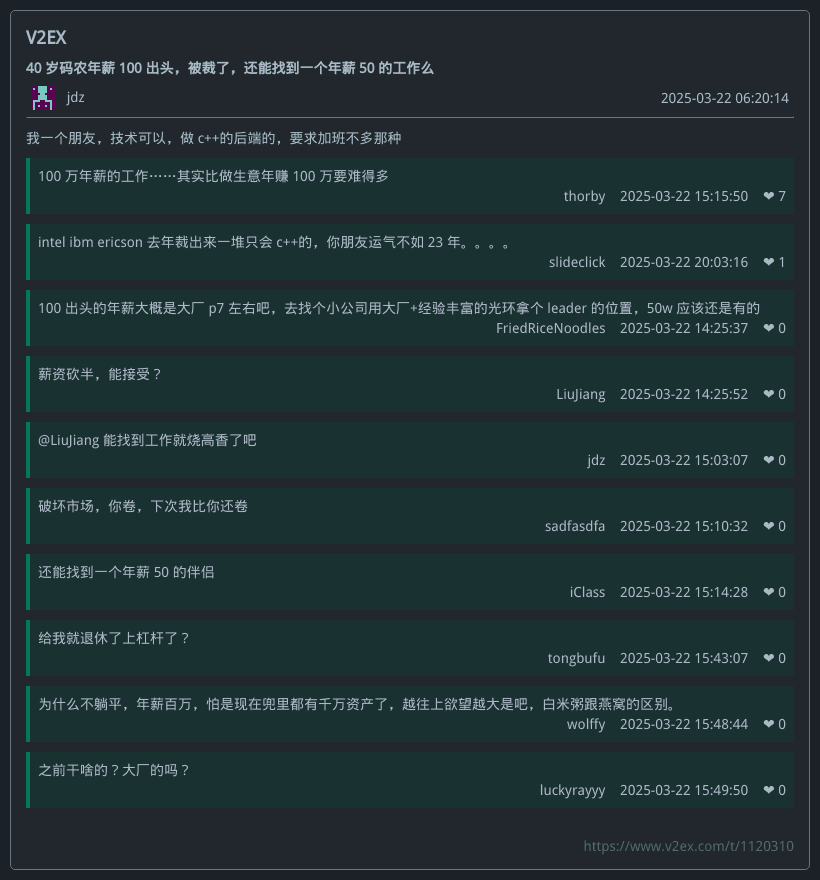 V2EX
40 岁码农年薪 100 出头，被裁了，还能找到一个年薪 50 的工作么
jdz 2025-03-22 06:20:14
我一个朋友，技术可以，做 c++的后端的，要求加班不多那种
100 万年薪的工作……其实比做生意年赚 100 万要难得多
thorby 2025-03-22 15:15:50 ❤ 7
intel ibm ericson 去年裁出来一堆只会 c++的，你朋友运气不如 23 年。。。。
slideclick 2025-03-22 20:03:16 ❤ 1
100 出头的年薪大概是大厂 p7 左右吧，去找个小公司用大厂+经验丰富的光环拿个 leader 的位置，50w 应该还是有的
FriedRiceNoodles 2025-03-22 14:25:37 ❤ 0
薪资砍半，能接受？
LiuJiang 2025-03-22 14:25:52 ❤ 0
@LiuJiang 能找到工作就烧高香了吧
jdz 2025-03-22 15:03:07 ❤ 0
破坏市场，你卷，下次我比你还卷
sadfasdfa 2025-03-22 15:10:32 ❤ 0
还能找到一个年薪 50 的伴侣
iClass 2025-03-22 15:14:28 ❤ 0
给我就退休了上杠杆了？
tongbufu 2025-03-22 15:43:07 ❤ 0
为什么不躺平，年薪百万，怕是现在兜里都有千万资产了，越往上欲望越大是吧，白米粥跟燕窝的区别。
wolffy 2025-03-22 15:48:44 ❤ 0
之前干啥的？大厂的吗？
luckyrayyy 2025-03-22 15:49:50 ❤ 0
https://www.v2ex.com/t/1120310